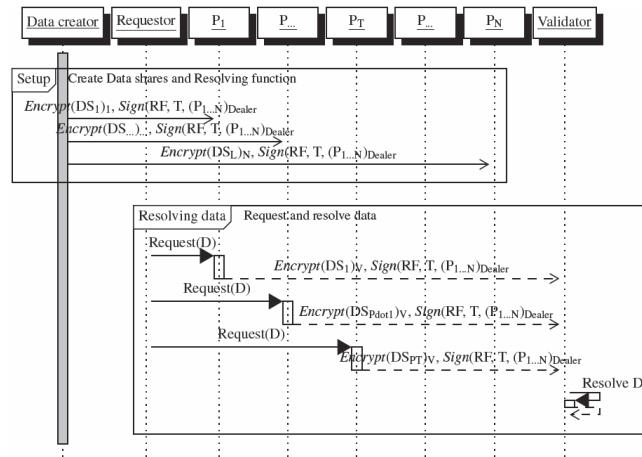 Data creator Requestor P1 P... PT P... PN Validator
Setup Create Data shares and Resolving function
Encrypt(DS1)1, Sign(RF, T, (P1...N)Dealer
Encrypt(DS...)..., Sign(RF, T, (P1...N)Dealer
Encrypt(DSL)N, Sign(RF, T, (P1...N)Dealer
Resolving data Request and resolve data
Request(D)
Encrypt(DS1)V, Sign(RF, T, (P1...N)Dealer
Request(D)
Encrypt(DSPdot1)V, Sign(RF, T, (P1...N)Dealer
Request(D)
Encrypt(DSPT)V, Sign(RF, T, (P1...N)Dealer
Resolve D